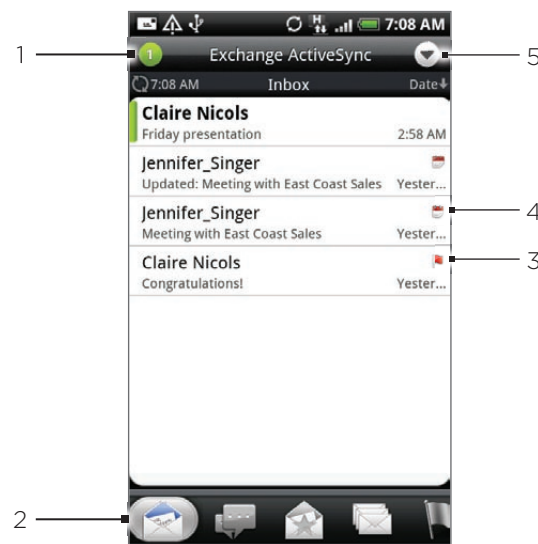 H 7:08 AM
1 1 Exchange ActiveSync 5
7:08 AM Inbox Date
Claire Nicols
Friday presentation 2:58 AM
Jennifer_Singer
Updated: Meeting with East Coast Sales Yester...
Jennifer_Singer 4
Meeting with East Coast Sales Yester...
Claire Nicols 3
Congratulations! Yester...
2